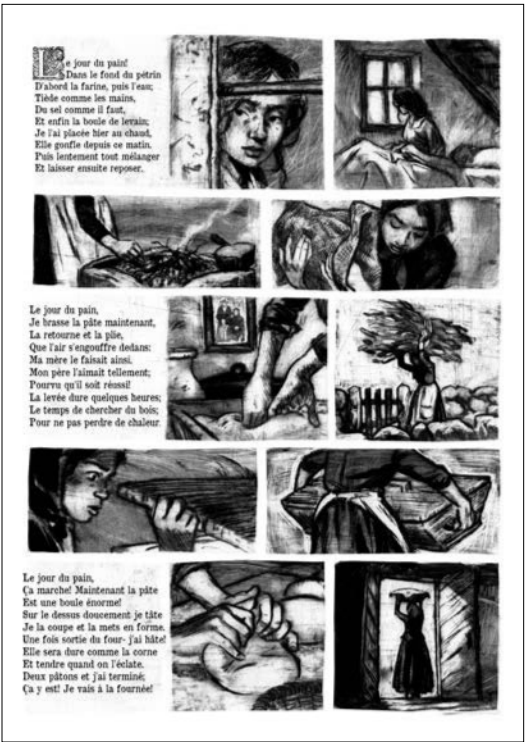 Le jour du pain!
Dans le fond du pétrin
D'abord la farine, puis l'eau;
Tiède comme les mains,
Du sel comme il faut,
Et enfin la boule de levain;
Je l'ai placée hier au chaud,
Elle gonfle depuis ce matin.
Puis lentement tout mélanger
Et laisser ensuite reposer.
Le jour du pain,
Je brasse la pâte maintenant,
La retourne et la plie,
Que l'air s'engouffre dedans:
Ma mère le faisait ainsi.
Mon père l'aimait tellement;
Pourvu qu'il soit réussi!
La levée dure quelques heures;
Le temps de chercher du bois;
Pour ne pas perdre de chaleur.
Le jour du pain,
Ça marche! Maintenant la pâte
Est une boule énorme!
Sur le dessus doucement je tâte
Je la coupe et la mets en forme.
Une fois sortie du four- j'ai hâte!
Elle sera dure comme la corne
Et tendre quand on l'éclate.
Deux pâtons et j'ai terminé;
Ça y est! Je vais à la fournée!